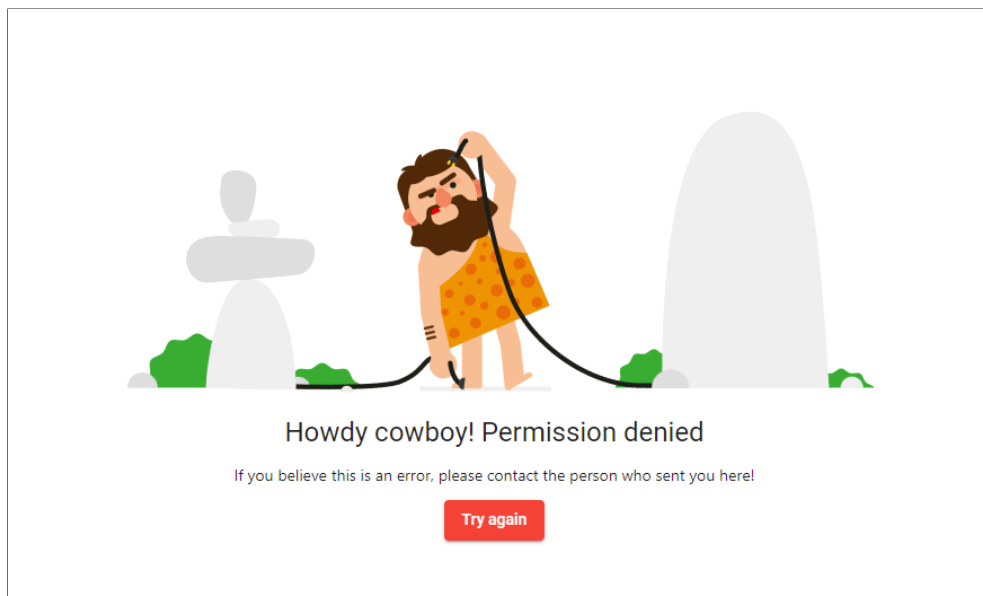 Howdy cowboy! Permission denied
If you believe this is an error, please contact the person who sent you here!
Try again